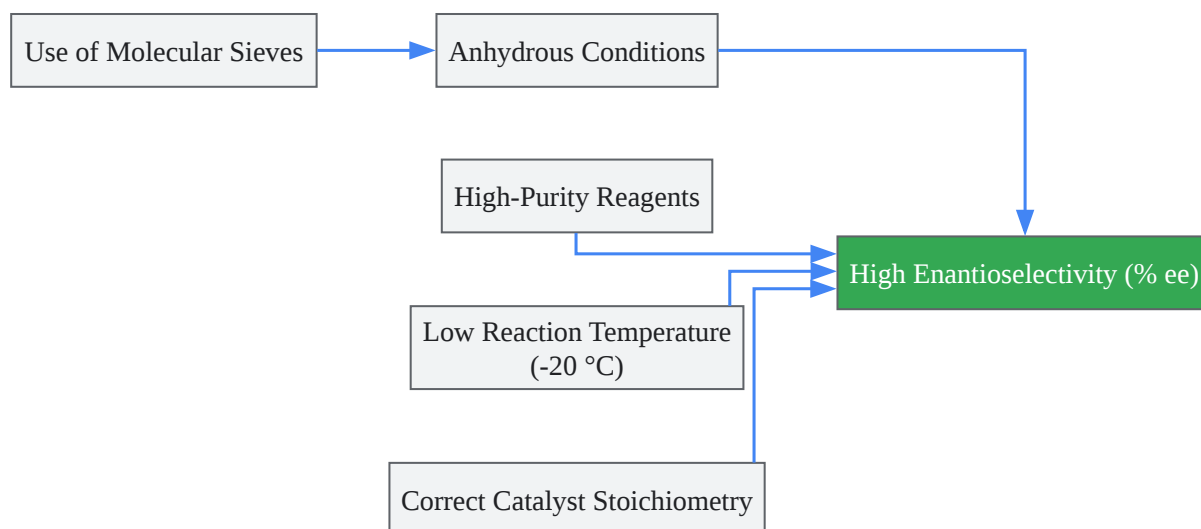 Use of Molecular Sieves
Anhydrous Conditions
High-Purity Reagents
High Enantioselectivity (% ee)
Low Reaction Temperature
(-20 °C)
Correct Catalyst Stoichiometry